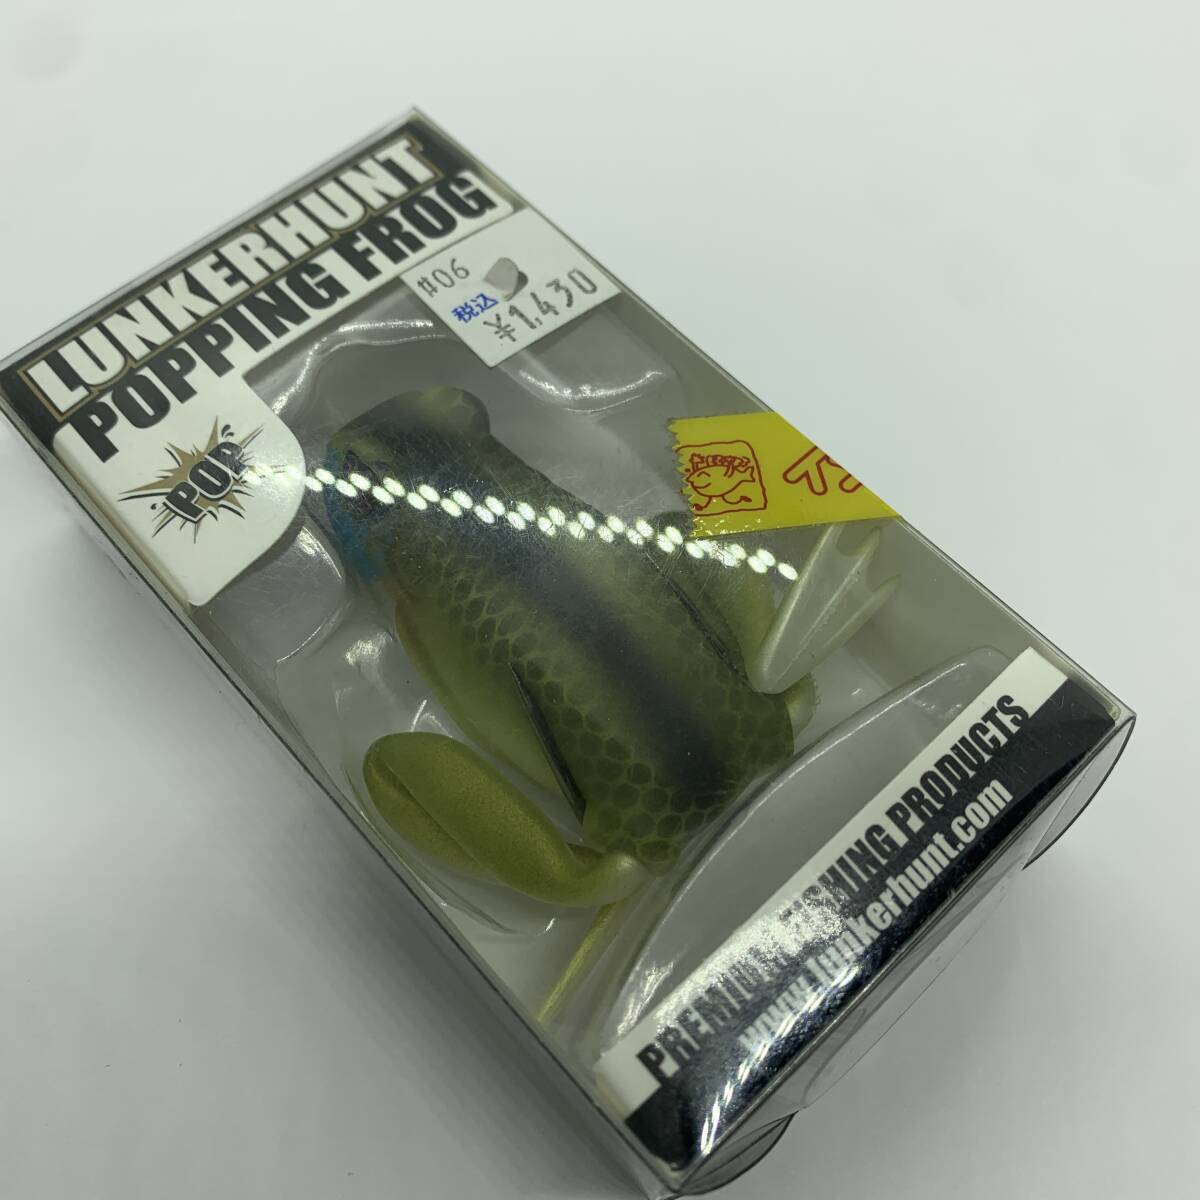 LUNKERHUNT
POPPING FROG
POP
#06
税込
¥1,430
PREMIUM FISHING PRODUCTS
www.lunkerhunt.com